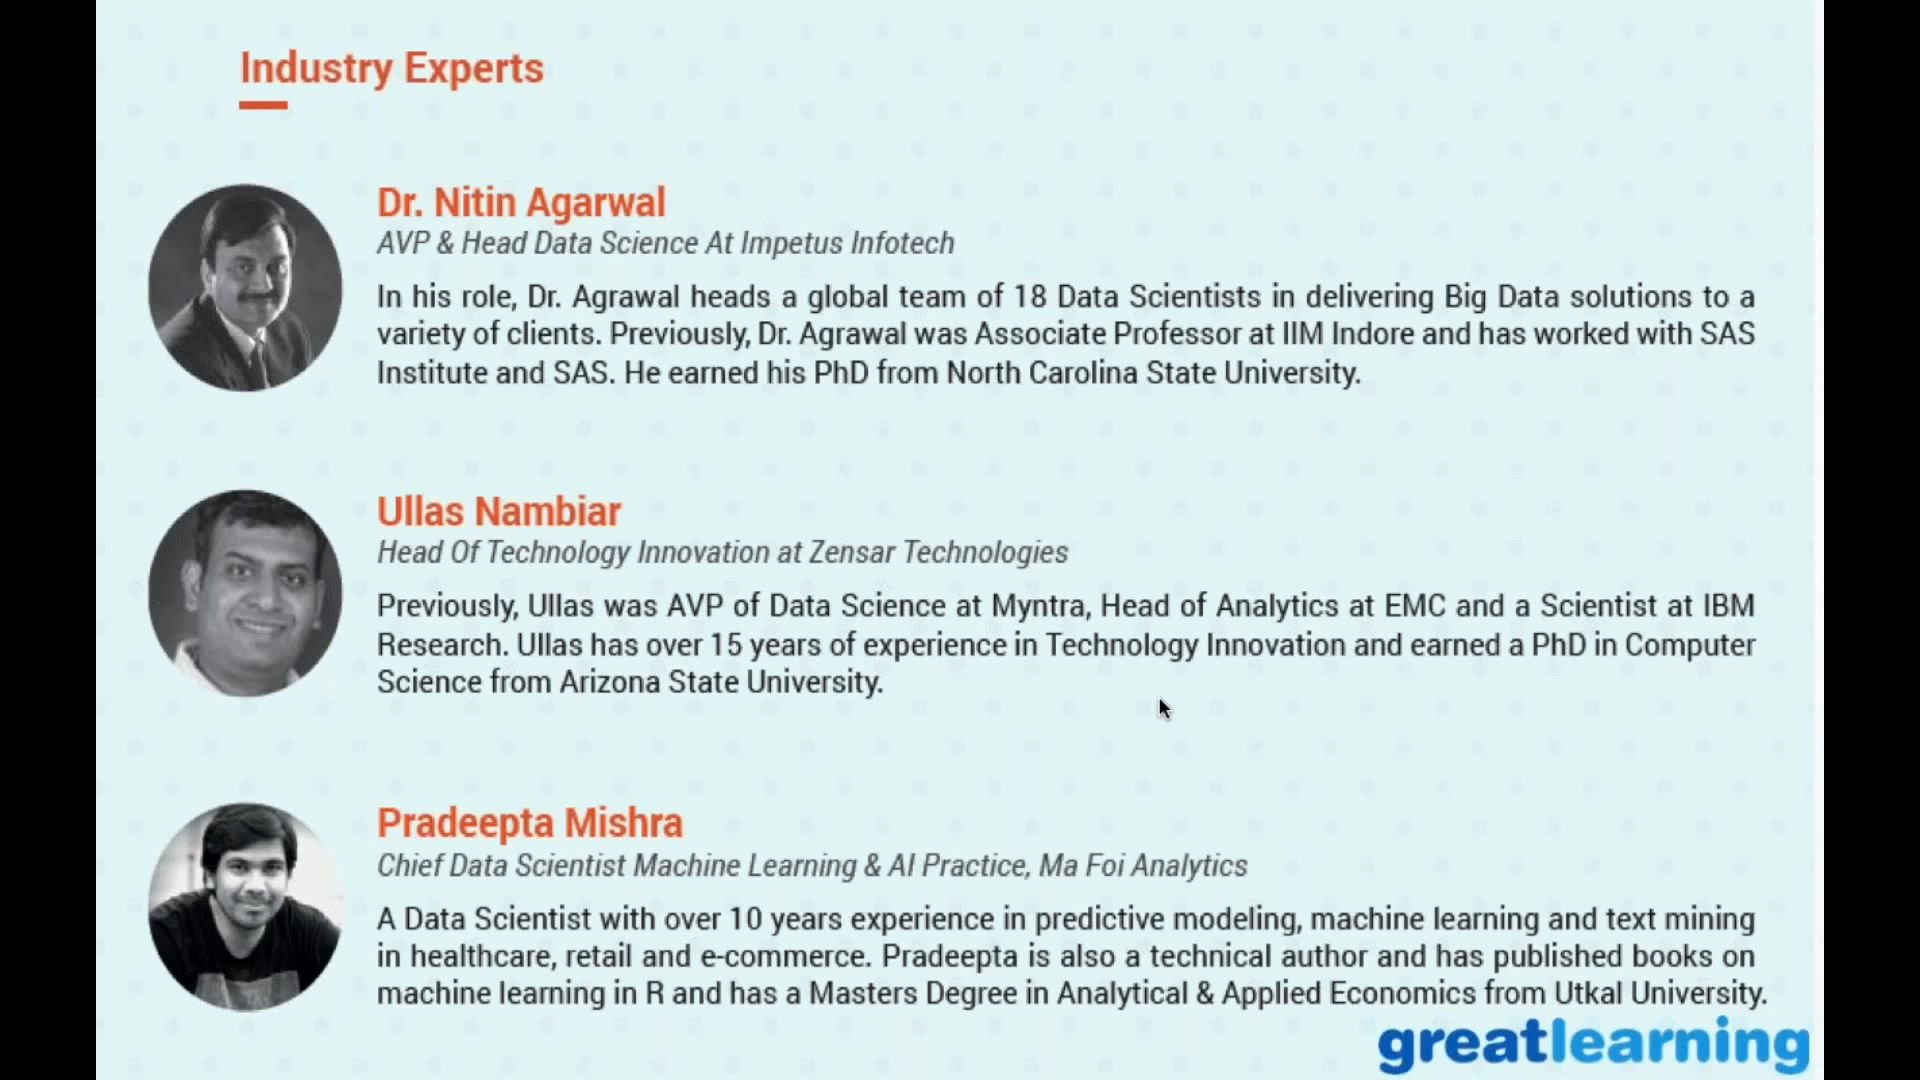 Industry Experts
Dr. Nitin Agarwal
AVP & Head Data Science At Impetus Infotech
In his role, Dr. Agrawal heads a global team of 18 Data Scientists in delivering Big Data solutions to a
variety of clients. Previously, Dr. Agrawal was Associate Professor at IIM Indore and has worked with SAS
Institute and SAS. He earned his PhD from North Carolina State University.
Ullas Nambiar
Head Of Technology Innovation at Zensar Technologies
Previously, Ullas was AVP of Data Science at Myntra, Head of Analytics at EMC and a Scientist at IBM
Research. Ullas has over 15 years of experience in Technology Innovation and earned a PhD in Computer
Science from Arizona State University.
Pradeepta Mishra
Chief Data Scientist Machine Learning & AI Practice, Ma Foi Analytics
A Data Scientist with over 10 years experience in predictive modeling, machine learning and text mining
in healthcare, retail and e-commerce. Pradeepta is also a technical author and has published books on
machine learning in R and has a Masters Degree in Analytical & Applied Economics from Utkal University.
greatlearning